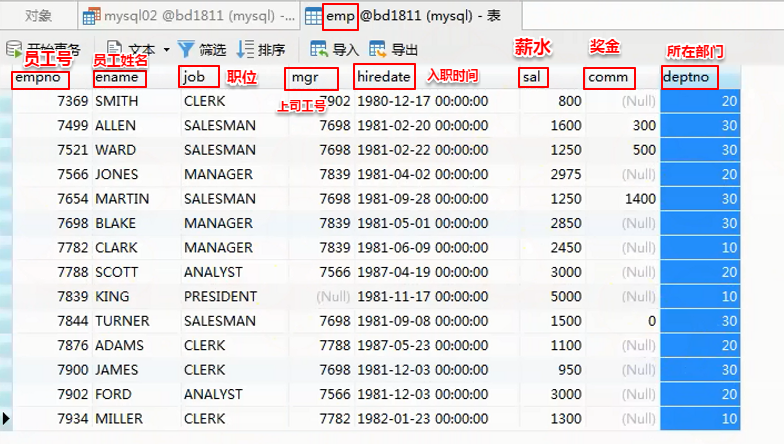 对象 mysql02 @bd1811 (mysql) -... emp @bd1811 (mysql) - 表
开始事务 文本 筛选 排序 导入 导出
员工号 员工姓名 职位 上司工号 入职时间 薪水 奖金 所在部门
empno ename job mgr hiredate sal comm deptno
7369 SMITH CLERK 7902 1980-12-17 00:00:00 800 (Null) 20
7499 ALLEN SALESMAN 7698 1981-02-20 00:00:00 1600 300 30
7521 WARD SALESMAN 7698 1981-02-22 00:00:00 1250 500 30
7566 JONES MANAGER 7839 1981-04-02 00:00:00 2975 (Null) 20
7654 MARTIN SALESMAN 7698 1981-09-28 00:00:00 1250 1400 30
7698 BLAKE MANAGER 7839 1981-05-01 00:00:00 2850 (Null) 30
7782 CLARK MANAGER 7839 1981-06-09 00:00:00 2450 (Null) 10
7788 SCOTT ANALYST 7566 1987-04-19 00:00:00 3000 (Null) 20
7839 KING PRESIDENT (Null) 1981-11-17 00:00:00 5000 (Null) 10
7844 TURNER SALESMAN 7698 1981-09-08 00:00:00 1500 0 30
7876 ADAMS CLERK 7788 1987-05-23 00:00:00 1100 (Null) 20
7900 JAMES CLERK 7698 1981-12-03 00:00:00 950 (Null) 30
7902 FORD ANALYST 7566 1981-12-03 00:00:00 3000 (Null) 20
7934 MILLER CLERK 7782 1982-01-23 00:00:00 1300 (Null) 10